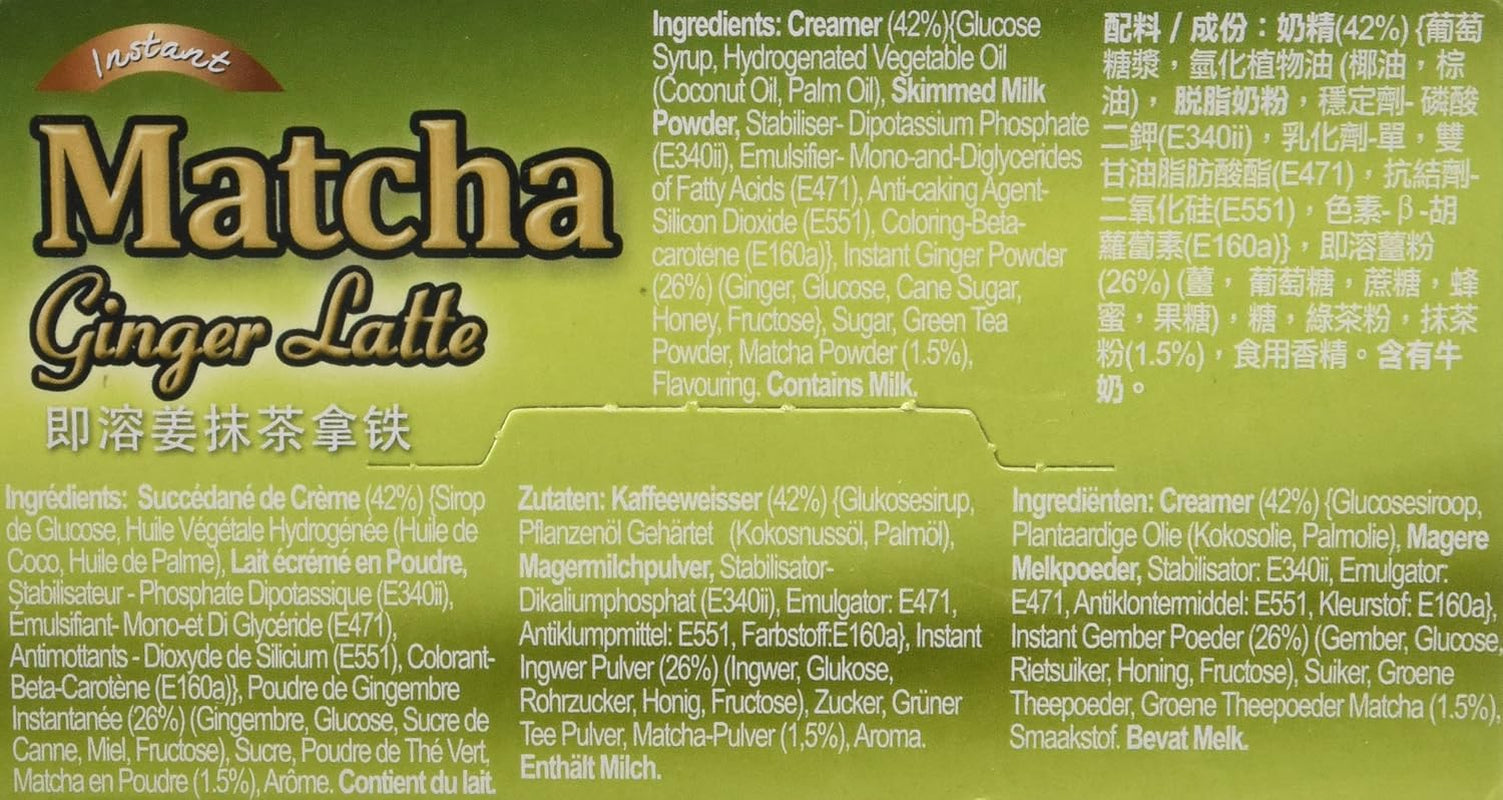 Instant
Matcha
Ginger Latte
即溶姜抹茶拿铁
Ingredients: Creamer (42%){Glucose
Syrup, Hydrogenated Vegetable Oil
(Coconut Oil, Palm Oil), Skimmed Milk
Powder, Stabiliser- Dipotassium Phosphate
(E340ii), Emulsifier- Mono-and-Diglycerides
of Fatty Acids (E471), Anti-caking Agent-
Silicon Dioxide (E551), Coloring-Beta-
carotene (E160a)}, Instant Ginger Powder
(26%) (Ginger, Glucose, Cane Sugar,
Honey, Fructose}, Sugar, Green Tea
Powder, Matcha Powder (1.5%),
Flavouring. Contains Milk.
配料 / 成份：奶精(42%) {葡萄
糖漿，氫化植物油 (椰油，棕
油)， 脱脂奶粉，穩定劑- 磷酸
二鉀(E340ii)，乳化劑-單，雙
甘油脂肪酸酯(E471)，抗結劑-
二氧化硅(E551)，色素-β-胡
蘿蔔素(E160a)}，即溶薑粉
(26%) (薑， 葡萄糖，蔗糖，蜂
蜜，果糖)，糖，綠茶粉，抹茶
粉(1.5%)，食用香精。含有牛
奶。
Ingrédients: Succédané de Crème (42%) {Sirop
de Glucose, Huile Végétale Hydrogénée (Huile de
Coco, Huile de Palme), Lait écrémé en Poudre,
Stabilisateur - Phosphate Dipotassique (E340ii),
Émulsifiant- Mono-et Di Glycéride (E471),
Antimottants - Dioxyde de Silicium (E551), Colorant-
Beta-Carotène (E160a)}, Poudre de Gingembre
Instantanée (26%) (Gingembre, Glucose, Sucre de
Canne, Miel, Fructose), Sucre, Poudre de Thé Vert,
Matcha en Poudre (1.5%), Arôme. Contient du lait.
Zutaten: Kaffeeweisser (42%) {Glukosesirup,
Pflanzenöl Gehärtet (Kokosnussöl, Palmöl),
Magermilchpulver, Stabilisator-
Dikaliumphosphat (E340ii), Emulgator: E471,
Antiklumpmittel: E551, Farbstoff:E160a}, Instant
Ingwer Pulver (26%) (Ingwer, Glukose,
Rohrzucker, Honig, Fructose), Zucker, Grüner
Tee Pulver, Matcha-Pulver (1,5%), Aroma.
Enthält Milch.
Ingrediënten: Creamer (42%) {Glucosesiroop,
Plantaardige Olie (Kokosolie, Palmolie), Magere
Melkpoeder, Stabilisator: E340ii, Emulgator:
E471, Antiklontermiddel: E551, Kleurstof: E160a},
Instant Gember Poeder (26%) (Gember, Glucose,
Rietsuiker, Honing, Fructose), Suiker, Groene
Theepoeder, Groene Theepoeder Matcha (1.5%),
Smaakstof. Bevat Melk.